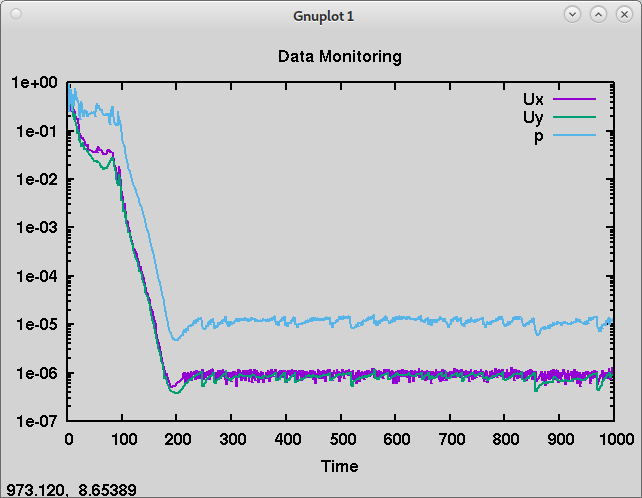 Gnuplot 1
Data Monitoring
1e+00
1e-01
1e-02
1e-03
1e-04
1e-05
1e-06
1e-07
Ux
Uy
p
0 100 200 300 400 500 600 700 800 900 1000
Time
973.120, 8.65389